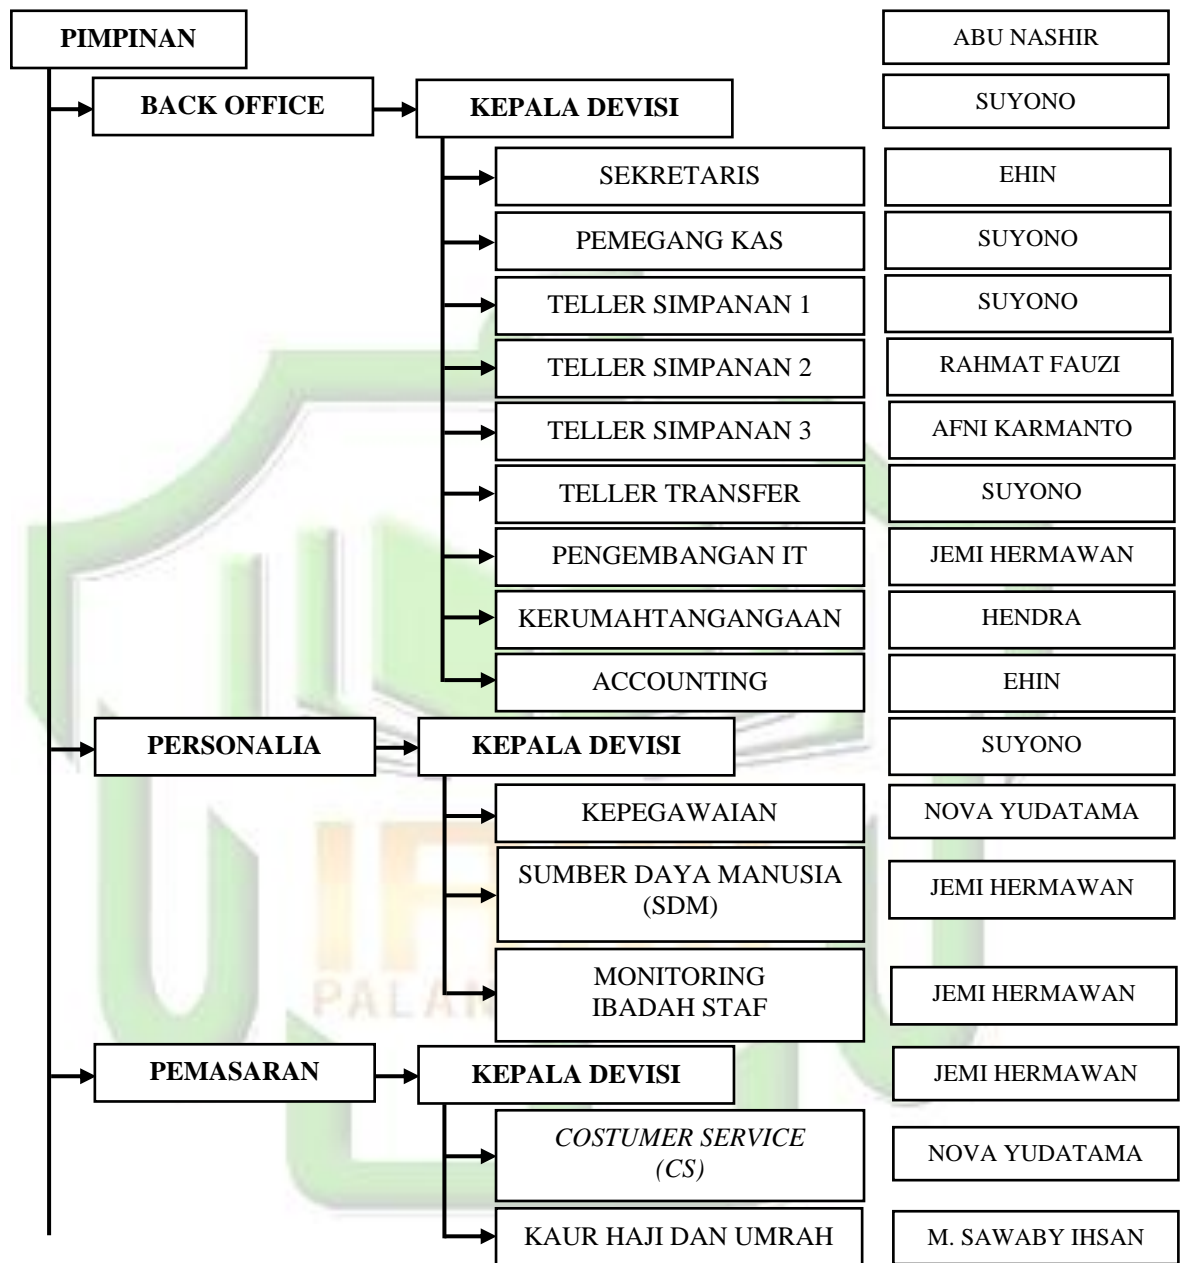 PIMPINAN ABU NASHIR
BACK OFFICE KEPALA DEVISI SUYONO
SEKRETARIS EHIN
PEMEGANG KAS SUYONO
TELLER SIMPANAN 1 SUYONO
TELLER SIMPANAN 2 RAHMAT FAUZI
TELLER SIMPANAN 3 AFNI KARMANTO
TELLER TRANSFER SUYONO
PENGEMBANGAN IT JEMI HERMAWAN
KERUMAHTANGANGAAN HENDRA
ACCOUNTING EHIN
PERSONALIA KEPALA DEVISI SUYONO
KEPEGAWAIAN NOVA YUDATAMA
SUMBER DAYA MANUSIA
(SDM) JEMI HERMAWAN
MONITORING
IBADAH STAF JEMI HERMAWAN
PEMASARAN KEPALA DEVISI JEMI HERMAWAN
COSTUMER SERVICE
(CS) NOVA YUDATAMA
KAUR HAJI DAN UMRAH M. SAWABY IHSAN